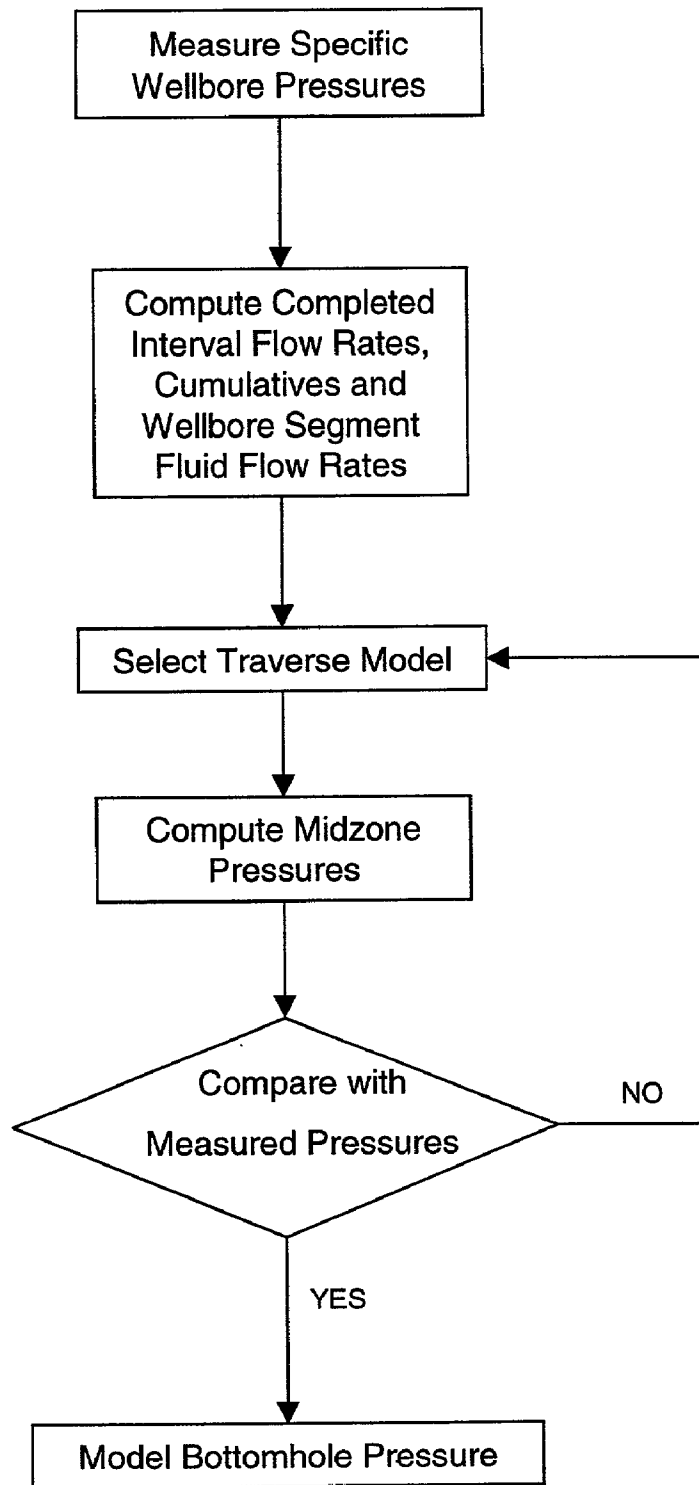 Measure Specific
Wellbore Pressures
Compute Completed
Interval Flow Rates,
Cumulatives and
Wellbore Segment
Fluid Flow Rates
Select Traverse Model
Compute Midzone
Pressures
Compare with
Measured Pressures
NO
YES
Model Bottomhole Pressure